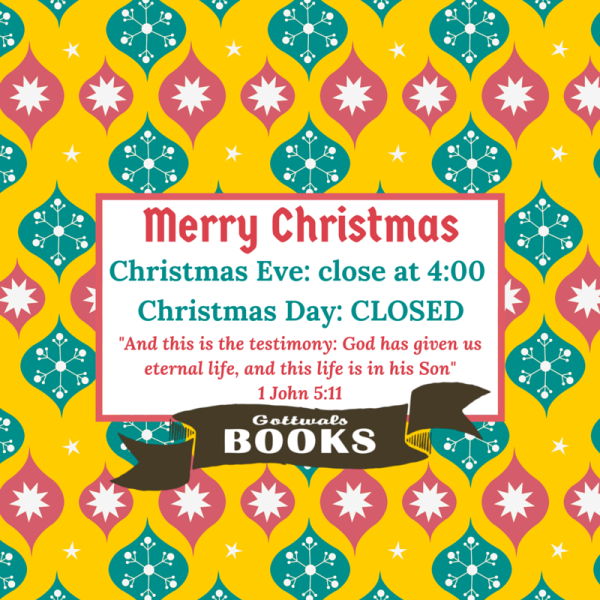 Merry Christmas
Christmas Eve: close at 4:00
Christmas Day: CLOSED
"And this is the testimony: God has given us
eternal life, and this life is in his Son"
1 John 5:11
Gottwals
BOOKS